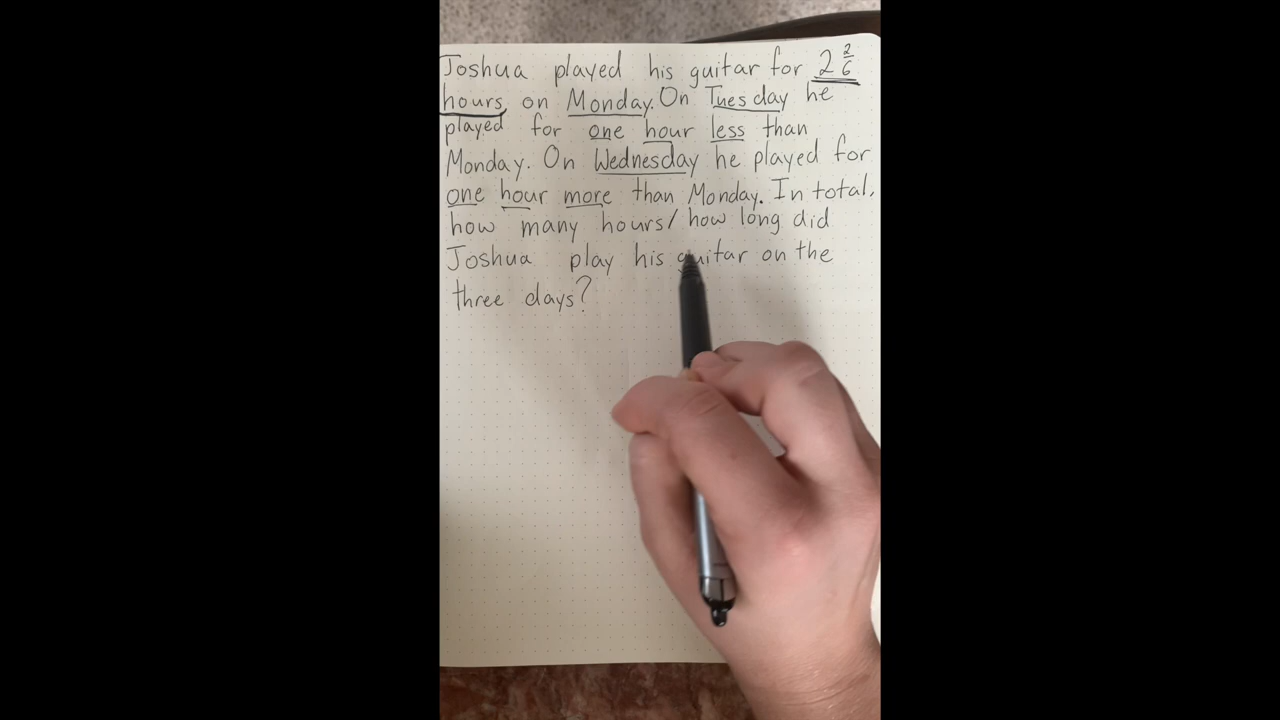 Joshua played his guitar for 2 2/6
hours on Monday. On Tuesday he
played for one hour less than
Monday. On Wednesday he played for
one hour more than Monday. In total,
how many hours/ how long did
Joshua play his guitar on the
three days?